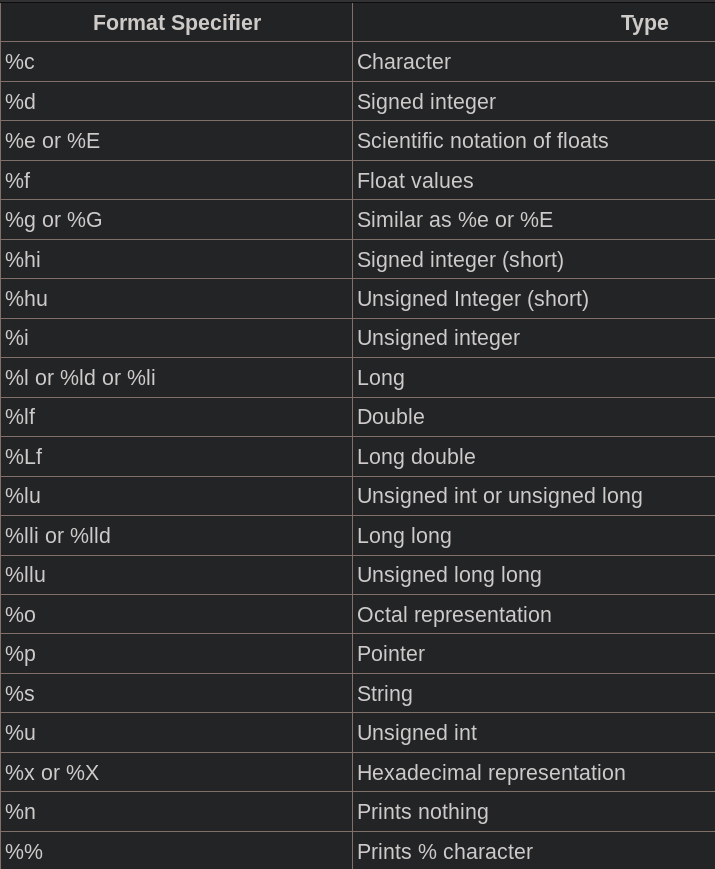 Format Specifier Type
%c Character
%d Signed integer
%e or %E Scientific notation of floats
%f Float values
%g or %G Similar as %e or %E
%hi Signed integer (short)
%hu Unsigned Integer (short)
%i Unsigned integer
%l or %ld or %li Long
%lf Double
%Lf Long double
%lu Unsigned int or unsigned long
%lli or %lld Long long
%llu Unsigned long long
%o Octal representation
%p Pointer
%s String
%u Unsigned int
%x or %X Hexadecimal representation
%n Prints nothing
%% Prints % character